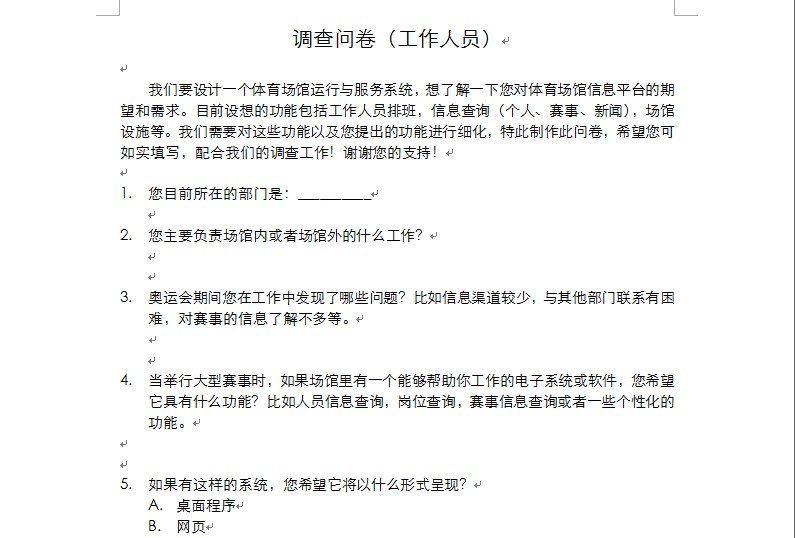 调查问卷（工作人员）
我们要设计一个体育场馆运行与服务系统，想了解一下您对体育场馆信息平台的期
望和需求。目前设想的功能包括工作人员排班，信息查询（个人、赛事、新闻），场馆
设施等。我们需要对这些功能以及您提出的功能进行细化，特此制作此问卷，希望您可
如实填写，配合我们的调查工作！谢谢您的支持！
1. 您目前所在的部门是：__________
2. 您主要负责场馆内或者场馆外的什么工作？
3. 奥运会期间您在工作中发现了哪些问题？比如信息渠道较少，与其他部门联系有困
难，对赛事的信息了解不多等。
4. 当举行大型赛事时，如果场馆里有一个能够帮助你工作的电子系统或软件，您希望
它具有什么功能？比如人员信息查询，岗位查询，赛事信息查询或者一些个性化的
功能。
5. 如果有这样的系统，您希望它将以什么形式呈现？
A. 桌面程序
B. 网页